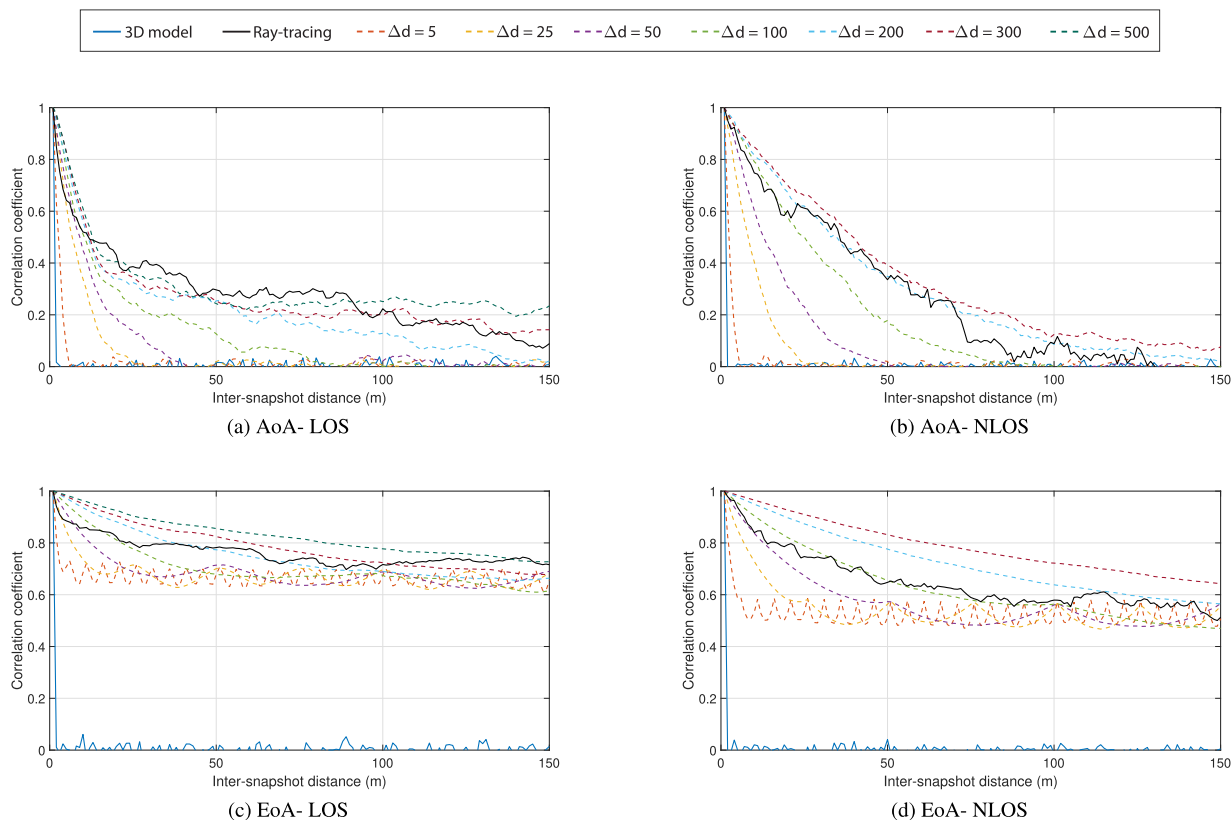 3D model Ray-tracing Δd = 5 Δd = 25 Δd = 50 Δd = 100 Δd = 200 Δd = 300 Δd = 500
1
0.8
0.6
0.4
0.2
0
0 50 100 150
Correlation coefficient
Inter-snapshot distance (m)
(a) AoA- LOS
1
0.8
0.6
0.4
0.2
0
0 50 100 150
Correlation coefficient
Inter-snapshot distance (m)
(b) AoA- NLOS
1
0.8
0.6
0.4
0.2
0
0 50 100 150
Correlation coefficient
Inter-snapshot distance (m)
(c) EoA- LOS
1
0.8
0.6
0.4
0.2
0
0 50 100 150
Correlation coefficient
Inter-snapshot distance (m)
(d) EoA- NLOS